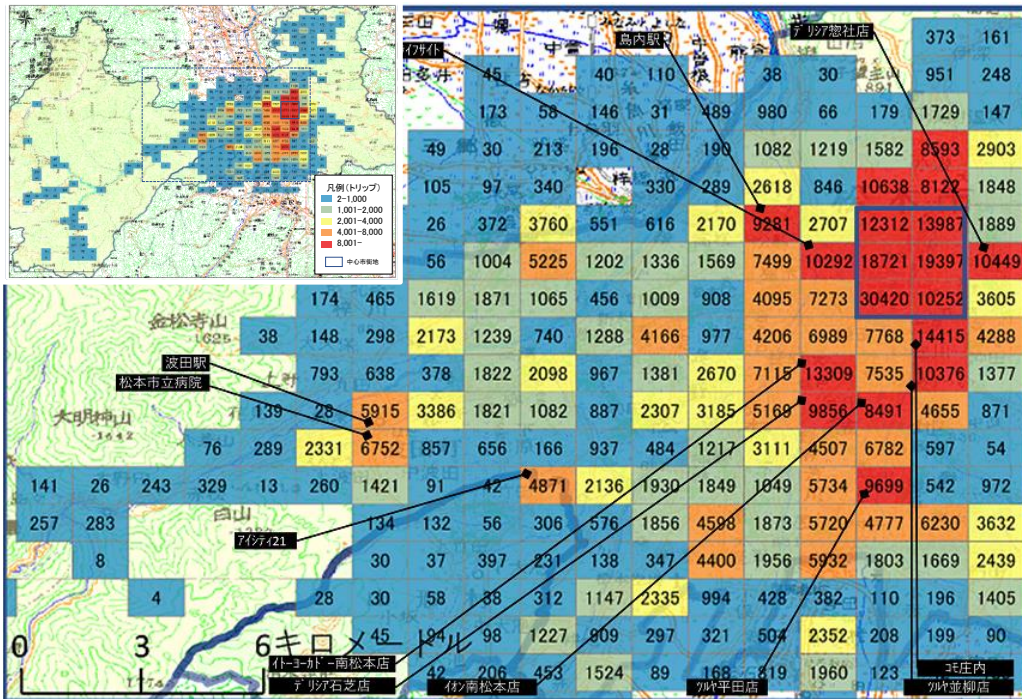 凡例(トリップ)
2-1,000
1,001-2,000
2,001-4,000
4,001-8,000
8,001-
中心市街地
ライフサイト
島内駅
デリシア惣社店
373 161
45 40 110 38 30 951 248
173 58 146 31 489 980 66 179 1729 147
49 30 213 196 28 190 1082 1219 1582 8593 2903
105 97 340 330 289 2618 846 10638 8122 1848
26 372 3760 551 616 2170 9281 2707 12312 13987 1889
56 1004 5225 1202 1336 1569 7499 10292 18721 19397 10449
174 465 1619 1871 1065 456 1009 908 4095 7273 30420 10252 3605
金松寺山
1625
38 148 298 2173 1239 740 1288 4166 977 4206 6989 7768 14415 4288
波田駅
793 638 378 1822 2098 967 1381 2670 7115 13309 7535 10376 1377
松本市立病院
大明神山
1642
139 28 5915 3386 1821 1082 887 2307 3185 5169 9856 8491 4655 871
76 289 2331 6752 857 656 166 937 484 1217 3111 4507 6782 597 54
141 26 243 329 13 260 1421 91 42 4871 2136 1930 1849 1049 5734 9699 542 972
白山
257 283 134 132 56 306 576 1856 4598 1873 5720 4777 6230 3632
アイシティ21
8 30 37 397 231 138 347 4400 1956 5932 1803 1669 2439
4 28 30 58 38 312 1147 2335 994 428 382 110 196 1405
0 3 6キロメートル
45 94 98 1227 809 297 321 504 2352 208 199 90
イトーヨーカドー南松本店
コモ庄内
42 206 453 1524 89 168 819 1960 123
デリシア石芝店
イオン南松本店
ツルヤ平田店
ツルヤ並柳店